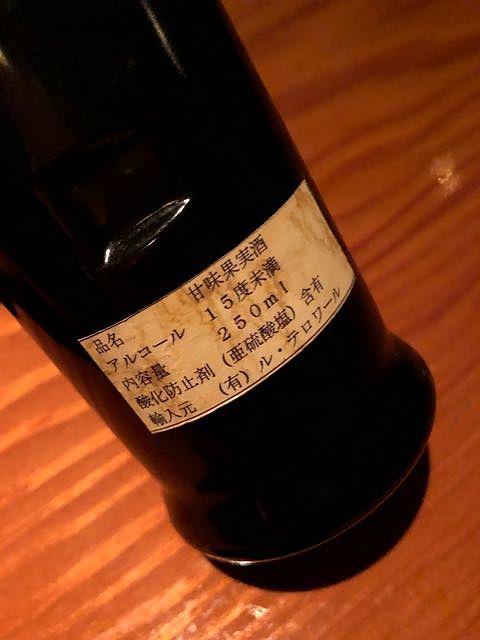 品名 甘味果実酒
アルコール 15度未満
内容量 250ml
酸化防止剤(亜硫酸塩)含有
輸入元 (有)ル・テロワール